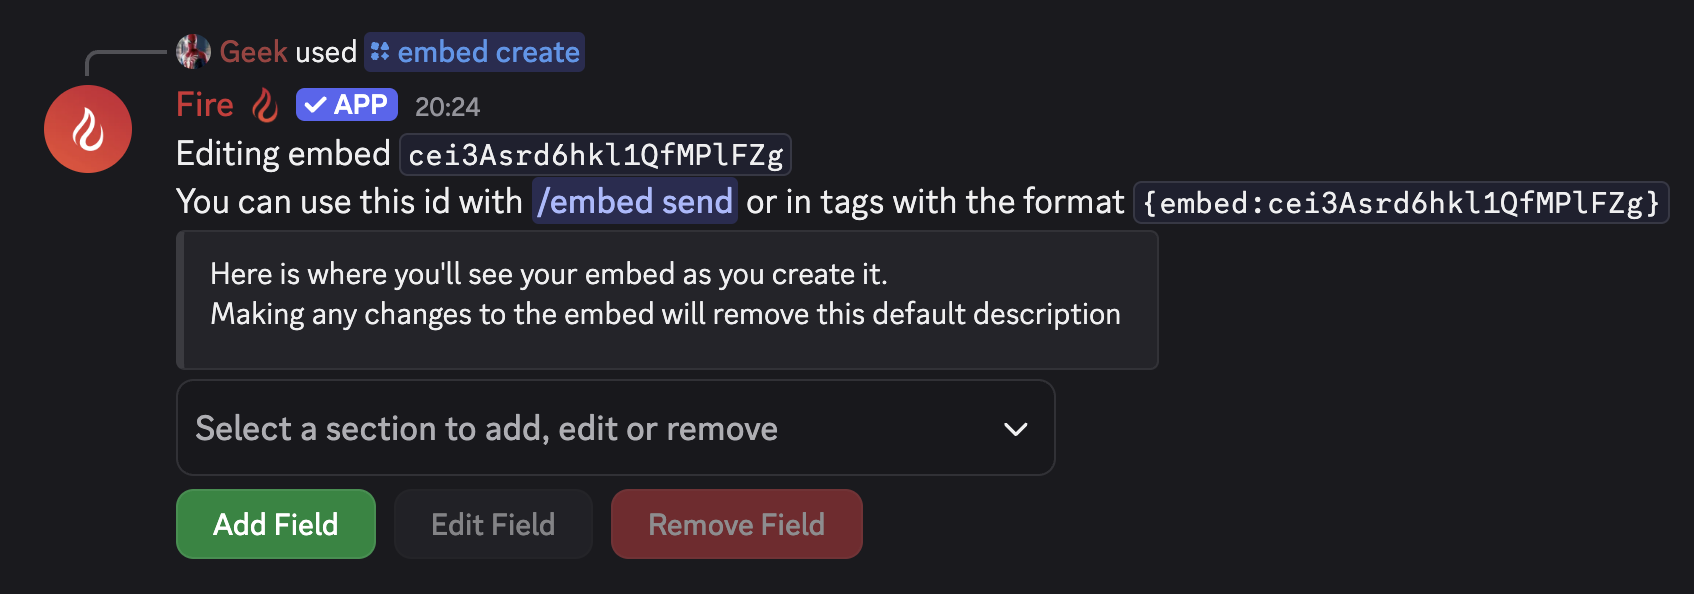 Geek used embed create
Fire APP 20:24
Editing embed cei3Asrd6hkl1QfMPlFZg
You can use this id with /embed send or in tags with the format {embed:cei3Asrd6hkl1QfMPlFZg}
Here is where you'll see your embed as you create it.
Making any changes to the embed will remove this default description
Select a section to add, edit or remove
Add Field Edit Field Remove Field